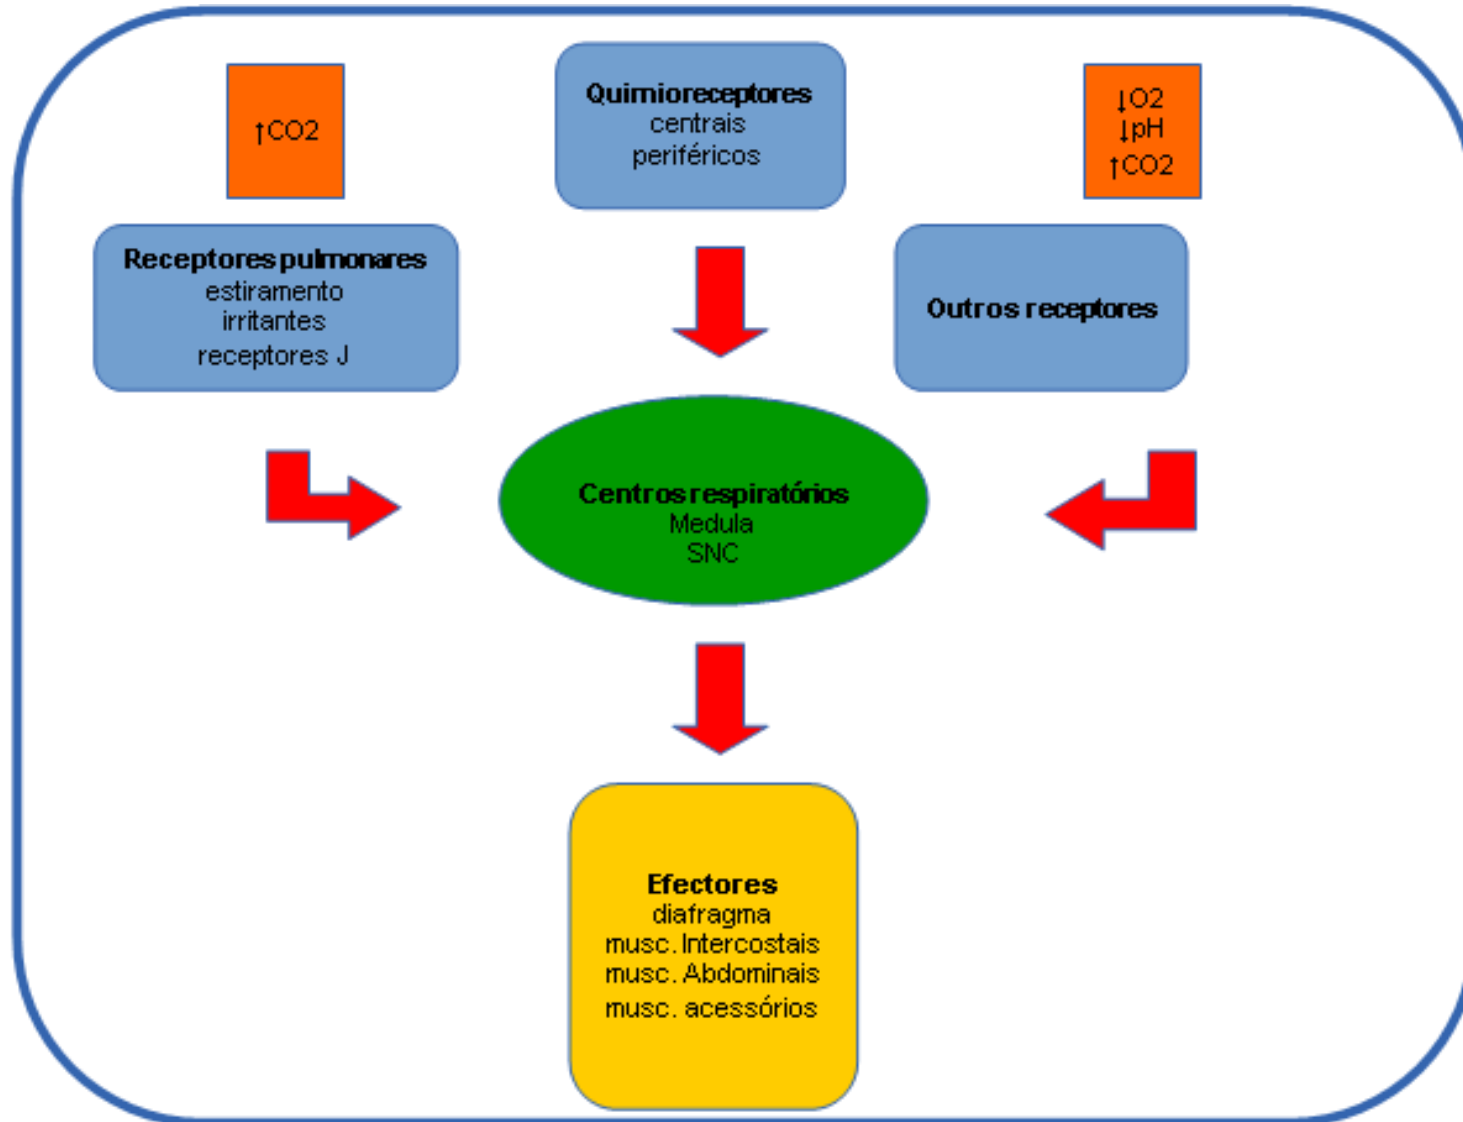 ↑CO2
Quimioreceptores
centrais
periféricos
↓O2
↓pH
↑CO2
Receptores pulmonares
estiramento
irritantes
receptores J
Outros receptores
Centros respiratórios
Medula
SNC
Efectores
diafragma
musc. Intercostais
musc. Abdominais
musc. acessórios